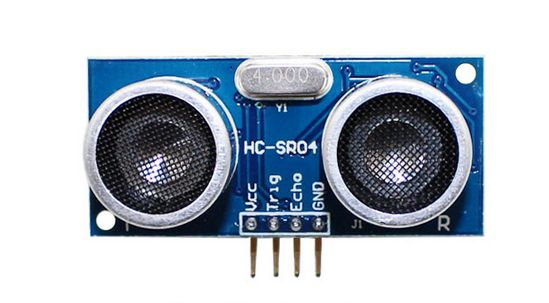 4.000
Y1
HC-SR04
Vcc
Trig
Echo
GND
T
J1
R